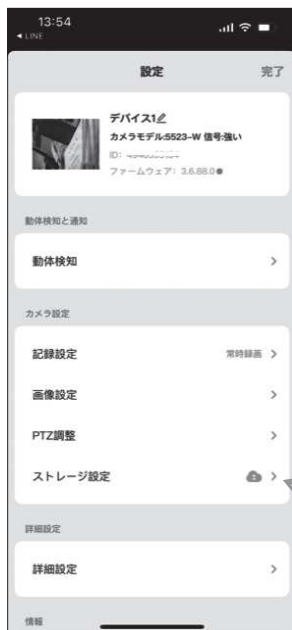 13:54
◀ LINE
設定
完了
デバイス1
カメラモデル:5523-W 信号:強い
ID:
ファームウェア: 3.6.88.0
動体検知と通知
動体検知
カメラ設定
記録設定
常時録画
画像設定
PTZ調整
ストレージ設定
詳細設定
詳細設定
情報